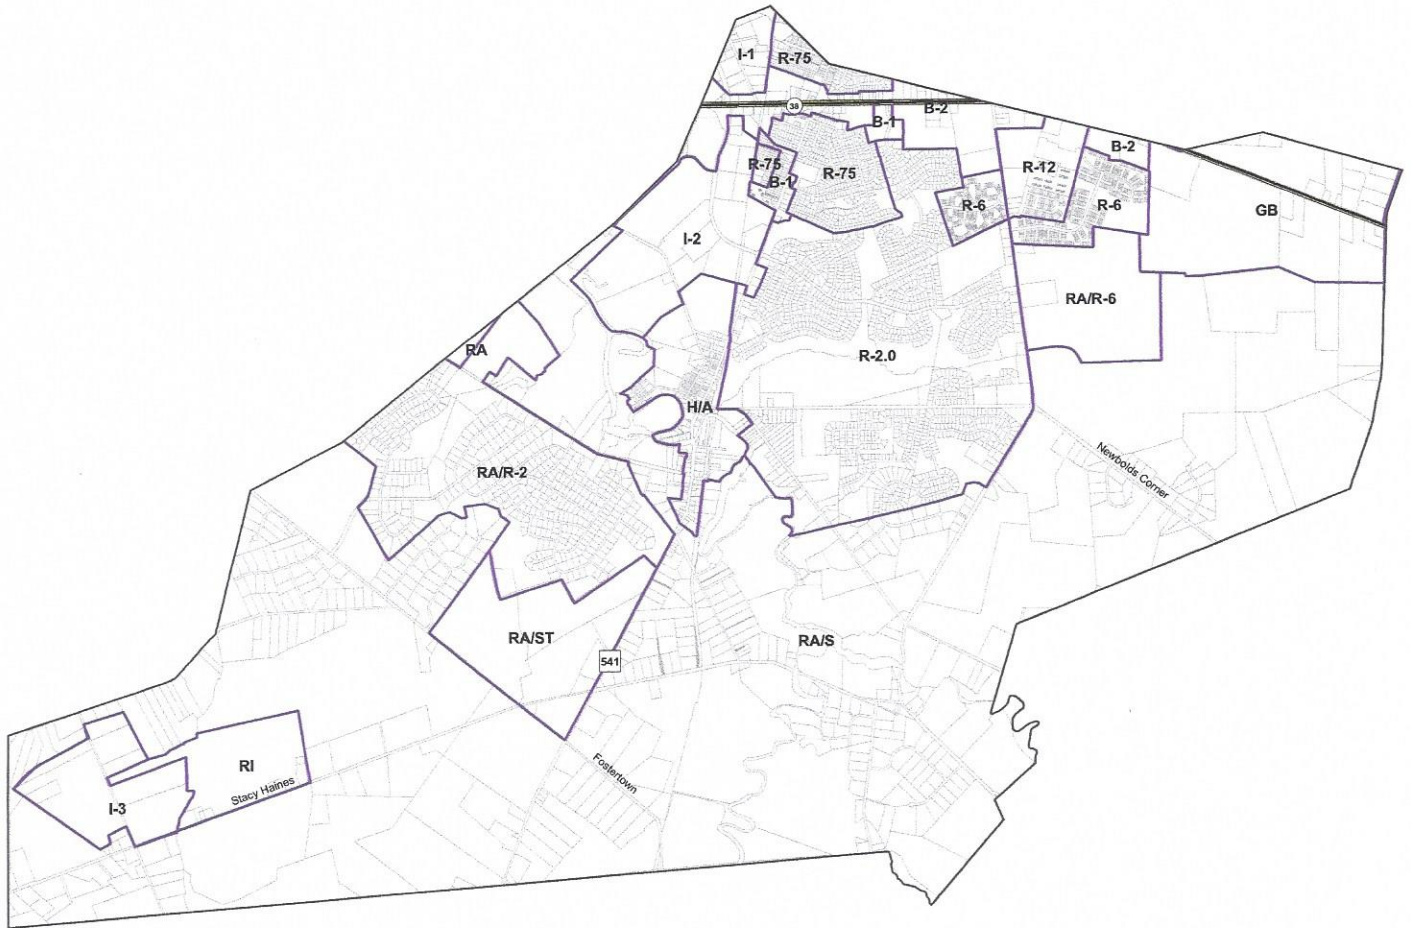 I-1
R-75
38
B-2
B-1
B-2
R-75
B-1
R-75
R-12
R-6
R-6
GB
I-2
RA/R-6
RA
R-2.0
H/A
RA/R-2
Newbolds Corner
RA/ST
541
RA/S
RI
Stacy Haines
Fostertown
I-3